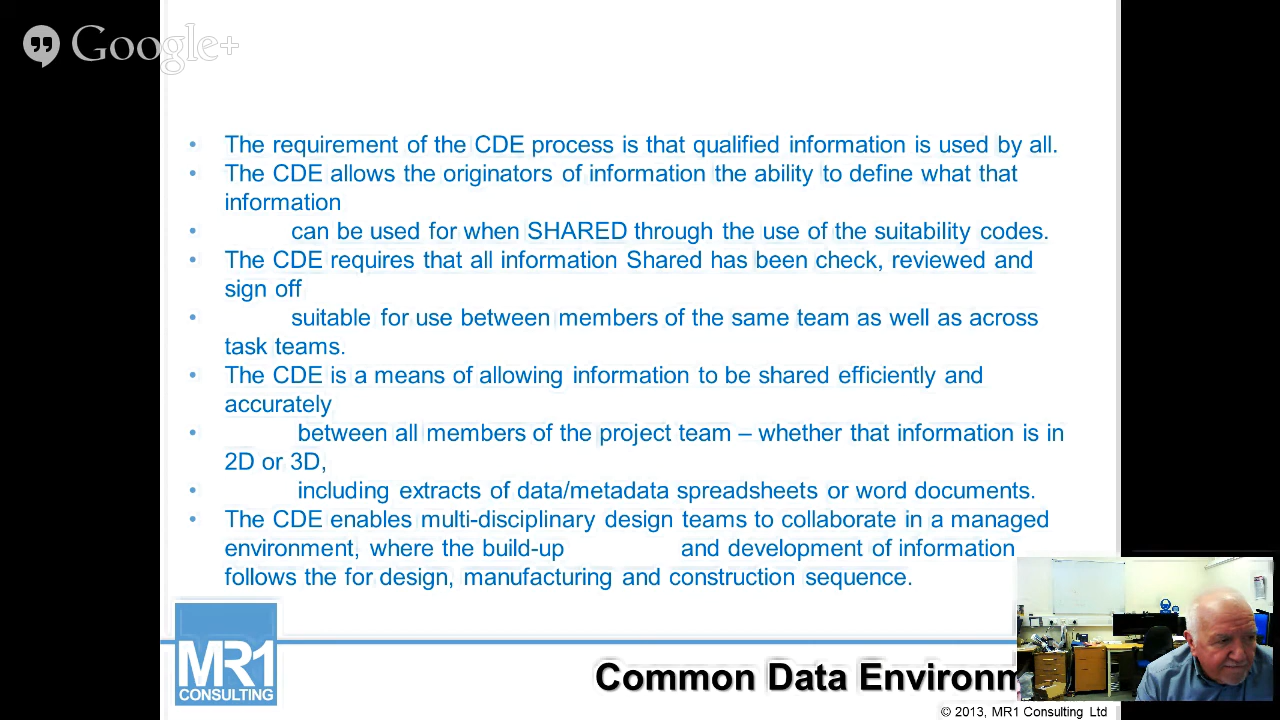 Google+
• The requirement of the CDE process is that qualified information is used by all.
• The CDE allows the originators of information the ability to define what that
information
• can be used for when SHARED through the use of the suitability codes.
• The CDE requires that all information Shared has been check, reviewed and
sign off
• suitable for use between members of the same team as well as across
task teams.
• The CDE is a means of allowing information to be shared efficiently and
accurately
• between all members of the project team – whether that information is in
2D or 3D,
• including extracts of data/metadata spreadsheets or word documents.
• The CDE enables multi-disciplinary design teams to collaborate in a managed
environment, where the build-up and development of information
follows the for design, manufacturing and construction sequence.
MR1
CONSULTING
Common Data Environm
© 2013, MR1 Consulting Ltd